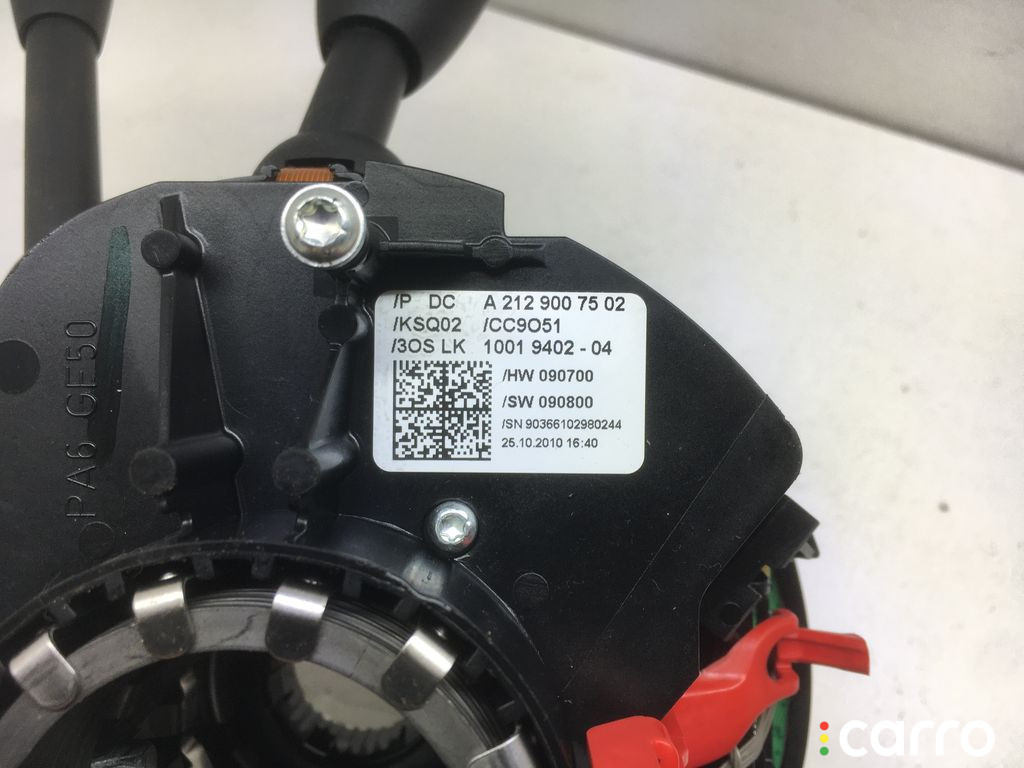 /P DC A 212 900 75 02
/KSQ02 /CC9O51
/3OS LK 1001 9402 - 04
/HW 090700
/SW 090800
/SN 90366102980244
25.10.2010 16:40
PA6 GF50
carro